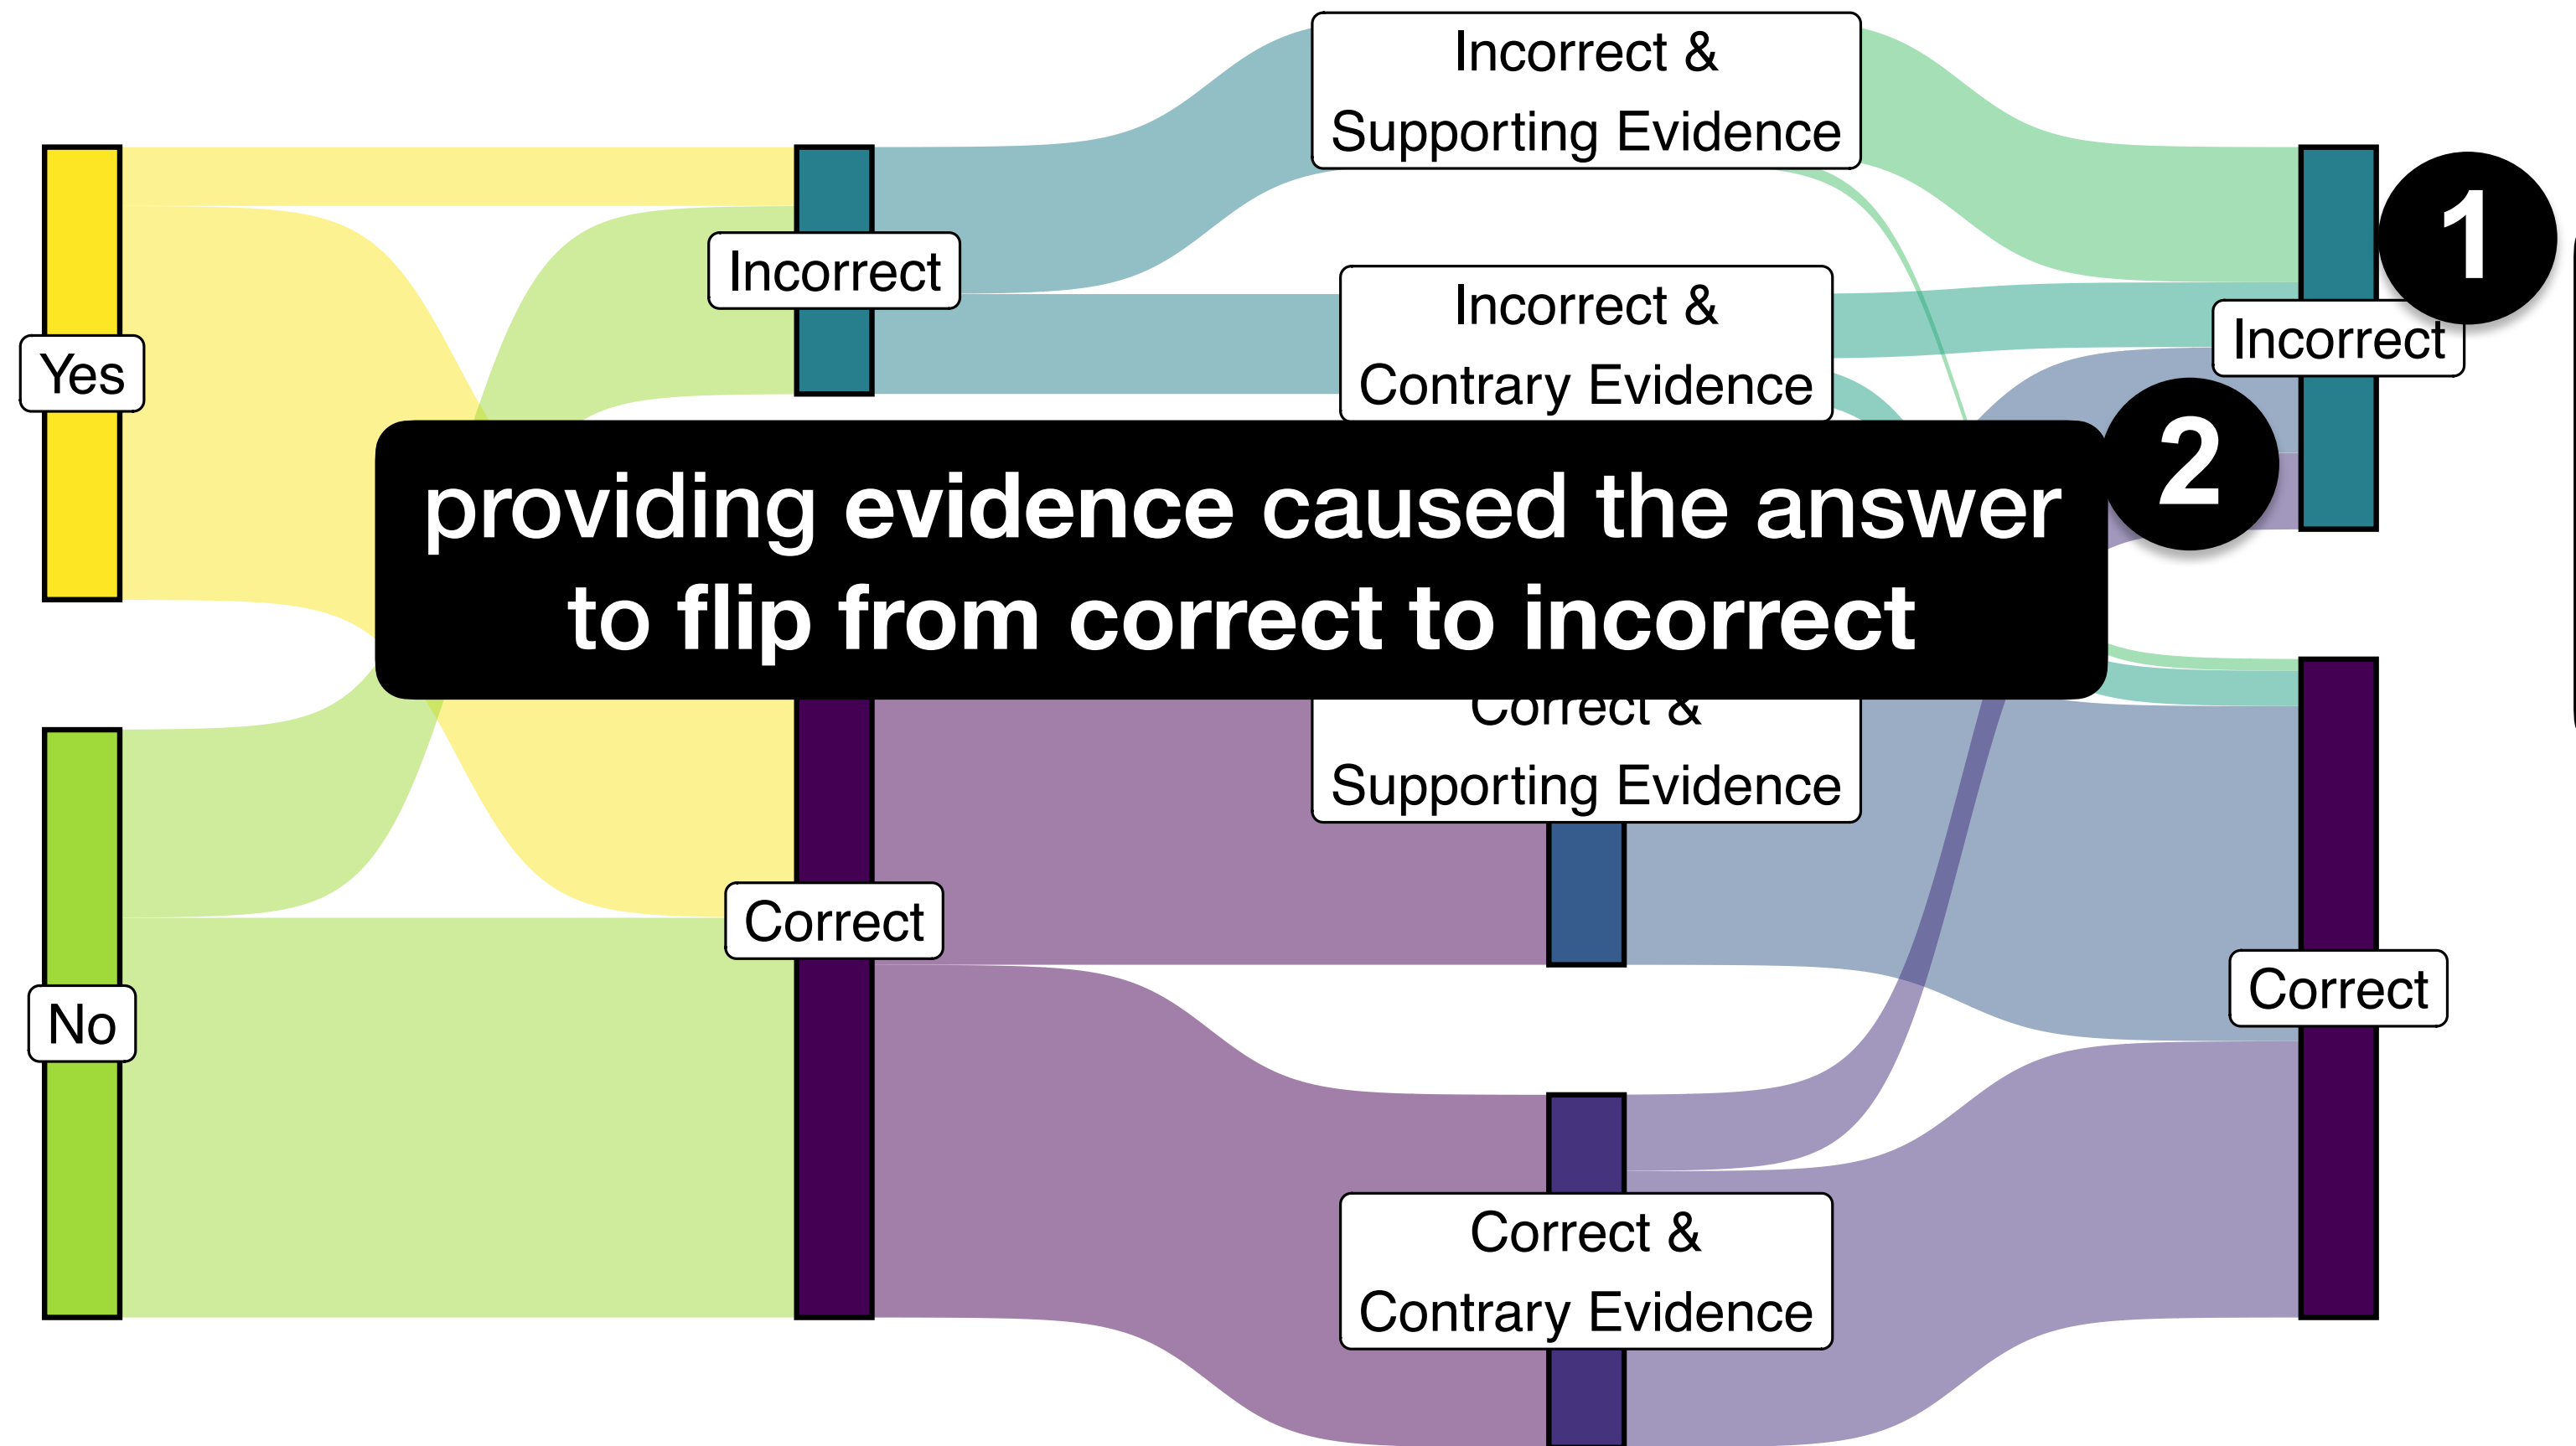 Incorrect &
Supporting Evidence
1
Incorrect
Incorrect &
Contrary Evidence
Incorrect
Yes
2
providing evidence caused the answer
to flip from correct to incorrect
Correct &
Supporting Evidence
Correct
Correct
No
Correct &
Contrary Evidence